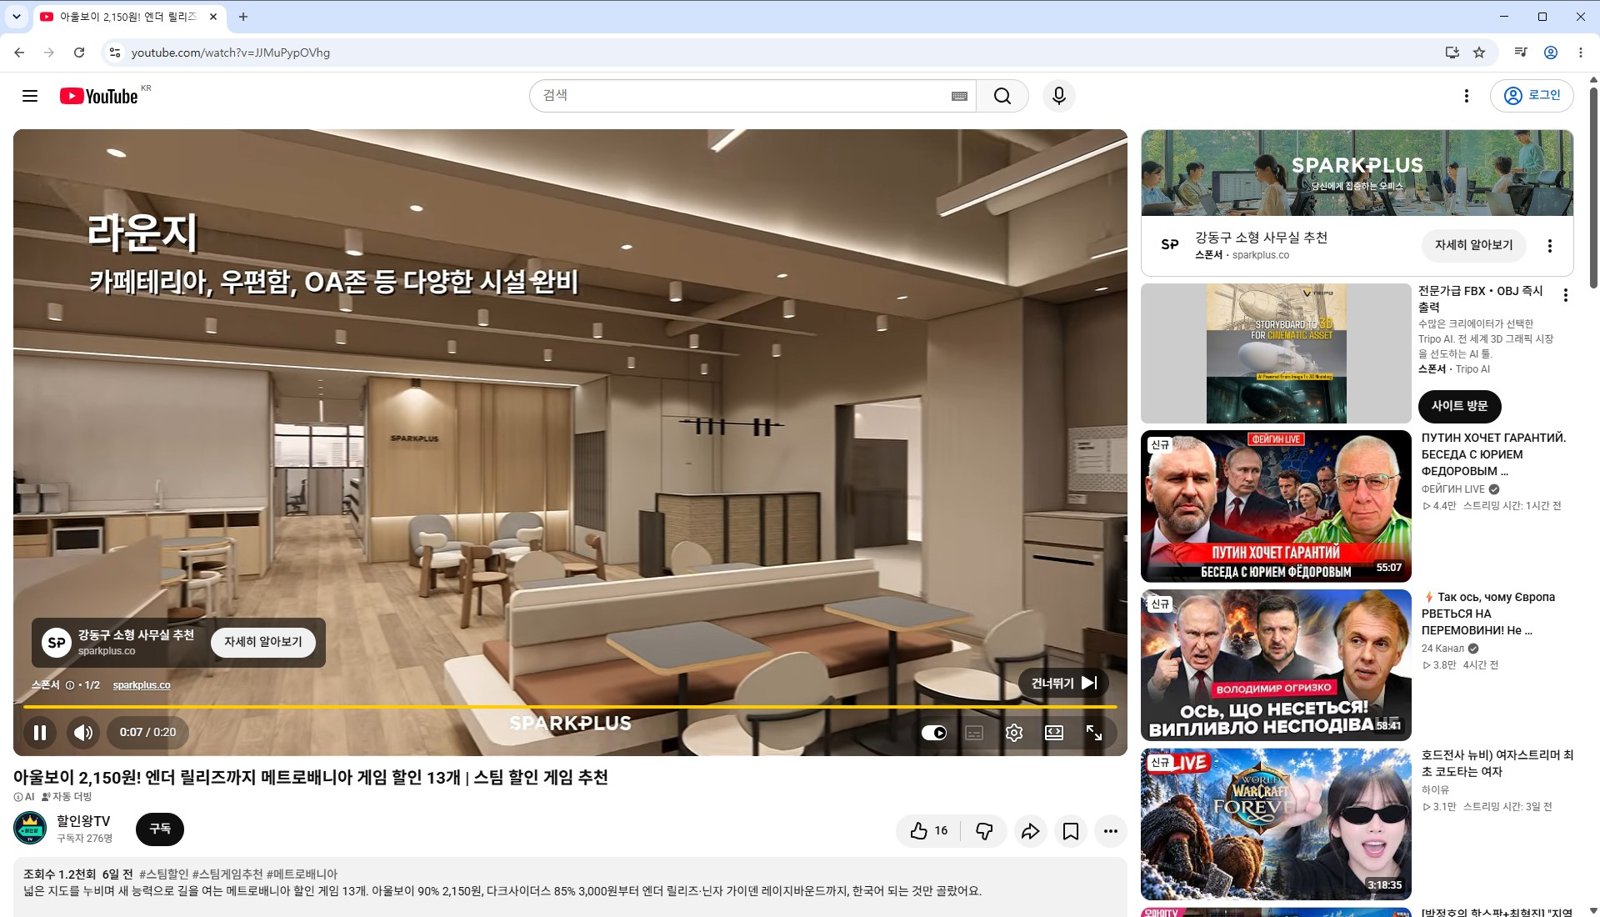 아울보이 2,150원! 엔더 릴리즈
youtube.com/watch?v=JJMuPypOVhg
YouTube KR
검색
로그인
라운지
카페테리아, 우편함, OA존 등 다양한 시설 완비
SPARKPLUS
SP
강동구 소형 사무실 추천
sparkplus.co
자세히 알아보기
스폰서 · 1/2 sparkplus.co
건너뛰기
SPARKPLUS
0:07 / 0:20
아울보이 2,150원! 엔더 릴리즈까지 메트로배니아 게임 할인 13개 | 스팀 할인 게임 추천
AI 자동 더빙
할인왕TV
구독자 276명
구독
16
조회수 1.2천회 6일 전 #스팀할인 #스팀게임추천 #메트로배니아
넓은 지도를 누비며 새 능력으로 길을 여는 메트로배니아 할인 게임 13개. 아울보이 90% 2,150원, 다크사이더스 85% 3,000원부터 엔더 릴리즈·닌자 가이덴 레이지바운드까지, 한국어 되는 것만 골랐어요.
SPARKPLUS
당신에게 집중하는 오피스
SP
강동구 소형 사무실 추천
스폰서 · sparkplus.co
자세히 알아보기
TRIPO
STORYBOARD TO 3D
FOR CINEMATIC ASSET
전문가급 FBX • OBJ 즉시
출력
수많은 크리에이터가 선택한
Tripo AI. 전 세계 3D 그래픽 시장
을 선도하는 AI 툴.
스폰서 · Tripo AI
사이트 방문
신규
ФЕЙГИН LIVE
ПУТИН ХОЧЕТ ГАРАНТИЙ
БЕСЕДА С ЮРИЕМ ФЁДОРОВЫМ
55:07
ПУТИН ХОЧЕТ ГАРАНТИЙ.
БЕСЕДА С ЮРИЕМ
ФЕДОРОВЫМ ...
ФЕЙГИН LIVE
4.4만 스트리밍 시간: 1시간 전
신규
ВОЛОДИМИР ОГРИЗКО
ОСЬ, ЩО НЕСЕТЬСЯ!
ВИПЛИВЛО НЕСПОДІВАНЕ
58:41
⚡ Так ось, чому Європа
РВЕТЬСЯ НА
ПЕРЕМОВИНИ! Не ...
24 Канал
3.8만 4시간 전
신규
LIVE
WORLD
WARCRAFT
FOREVER
3:18:35
호드전사 뉴비) 여자스트리머 최
초 코도타는 여자
하이유
3.1만 스트리밍 시간: 3일 전